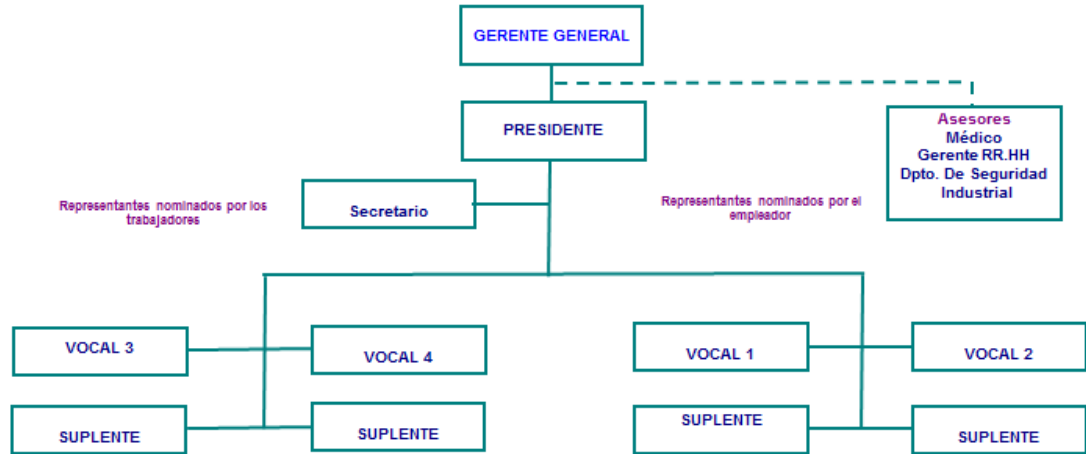 GERENTE GENERAL
PRESIDENTE
Asesores
Médico
Gerente RR.HH
Dpto. De Seguridad
Industrial
Representantes nominados por los
trabajadores
Secretario
Representantes nominados por el
empleador
VOCAL 3
VOCAL 4
VOCAL 1
VOCAL 2
SUPLENTE
SUPLENTE
SUPLENTE
SUPLENTE